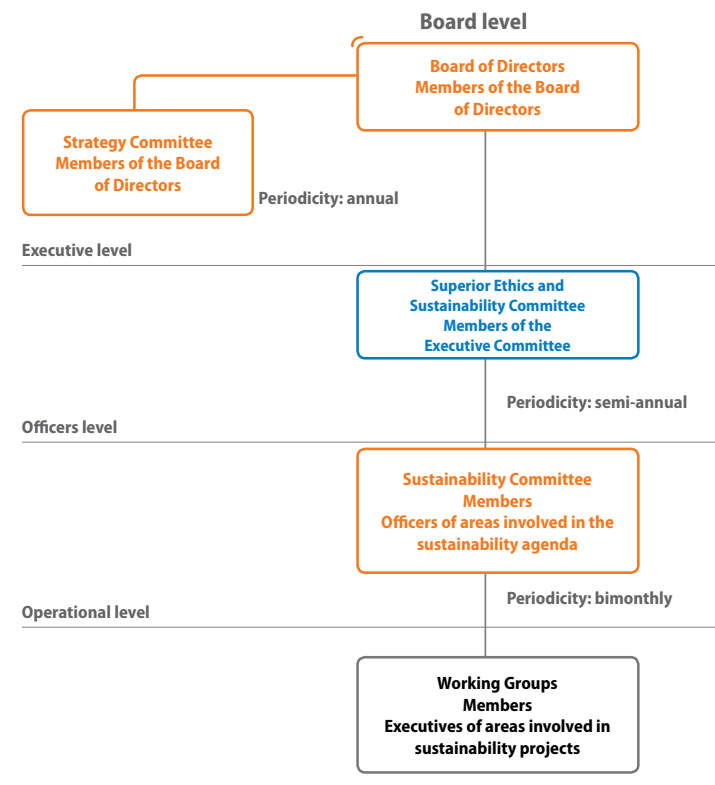 Board level
Board of Directors
Members of the Board
of Directors
Strategy Committee
Members of the Board
of Directors
Periodicity: annual
Executive level
Superior Ethics and
Sustainability Committee
Members of the
Executive Committee
Periodicity: semi-annual
Officers level
Sustainability Committee
Members
Officers of areas involved in the
sustainability agenda
Periodicity: bimonthly
Operational level
Working Groups
Members
Executives of areas involved in
sustainability projects